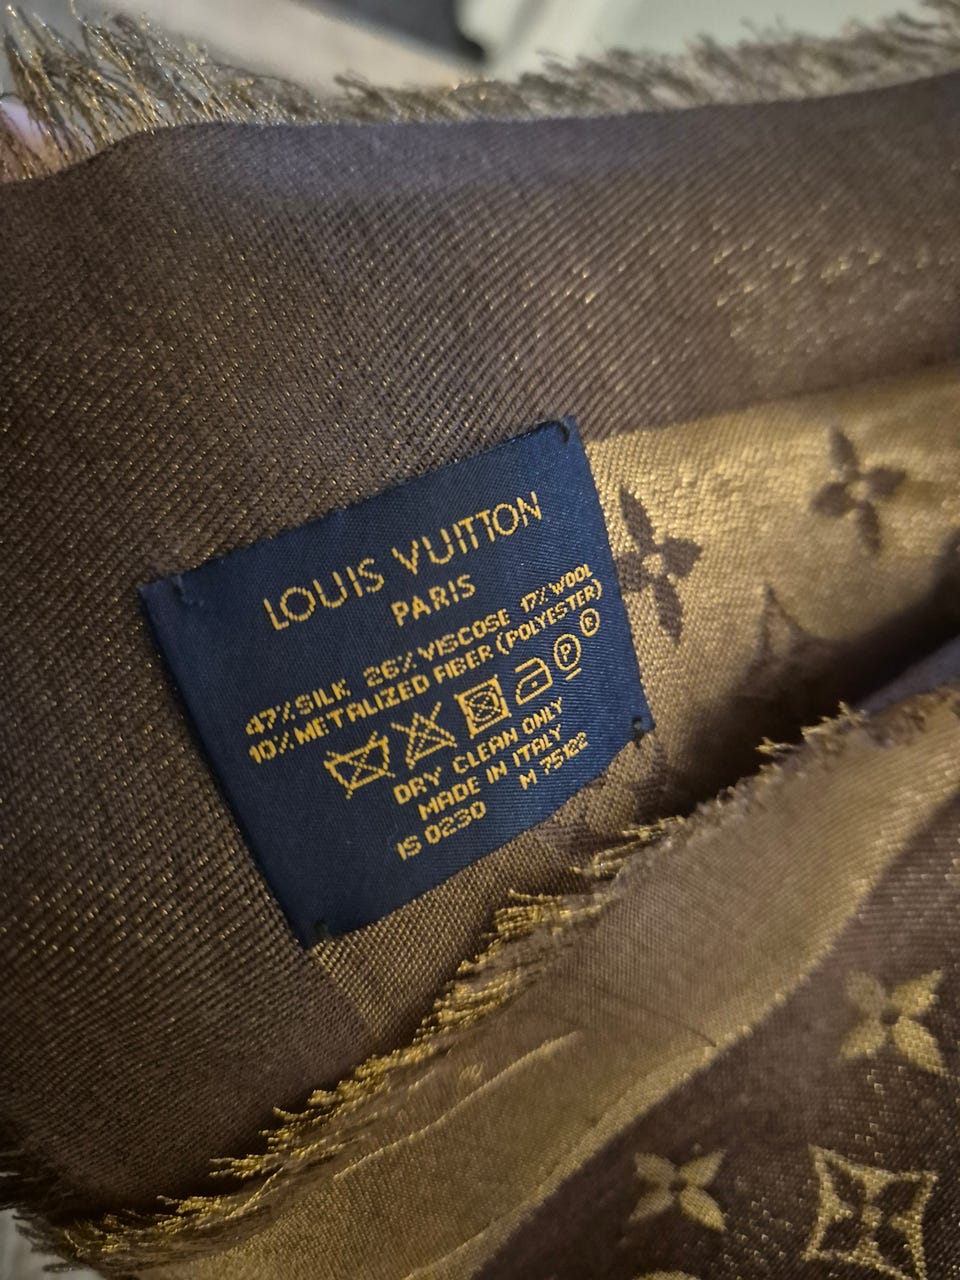 LOUIS VUITTON
PARIS
47% SILK 26% VISCOSE 17% WOOL
10% METALIZED FIBER (POLYESTER)
P R
DRY CLEAN ONLY
MADE IN ITALY
IS 0230 M 75122